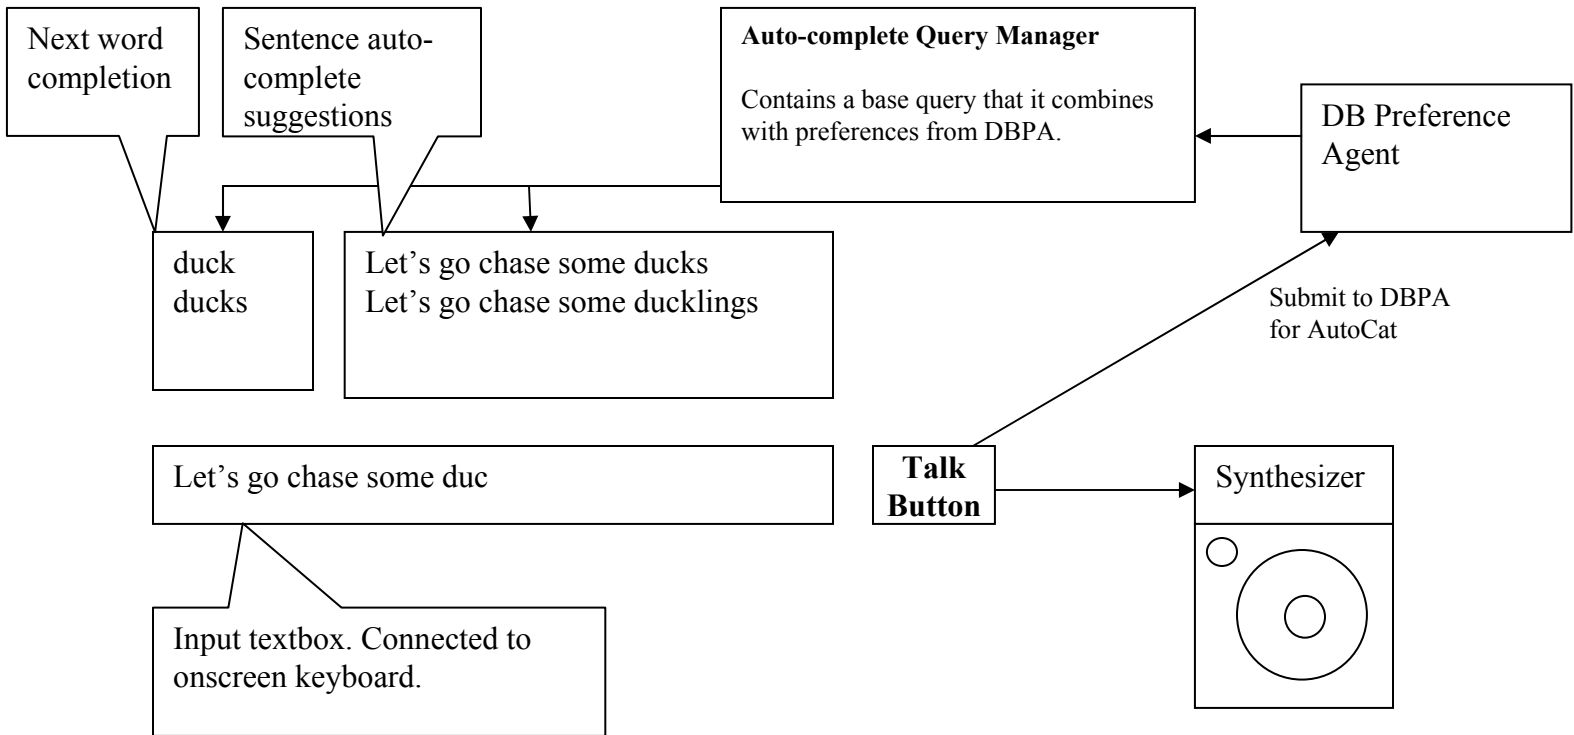 Next word
completion
Sentence auto-
complete
suggestions
Auto-complete Query Manager
Contains a base query that it combines
with preferences from DBPA.
DB Preference
Agent
duck
ducks
Let’s go chase some ducks
Let’s go chase some ducklings
Submit to DBPA
for AutoCat
Let’s go chase some duc
Talk
Button
Synthesizer
Input textbox. Connected to
onscreen keyboard.